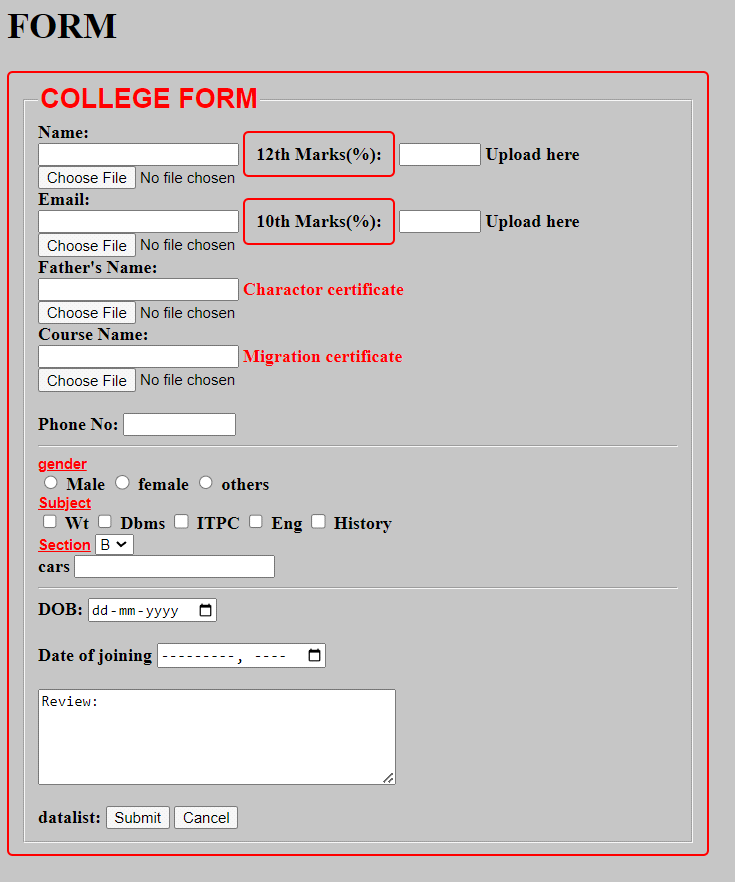 FORM
COLLEGE FORM
Name:
12th Marks(%): Upload here
Choose File No file chosen
Email:
10th Marks(%): Upload here
Choose File No file chosen
Father's Name:
Charactor certificate
Choose File No file chosen
Course Name:
Migration certificate
Choose File No file chosen
Phone No:
gender
Male female others
Subject
Wt Dbms ITPC Eng History
Section B
cars
DOB: dd-mm-yyyy
Date of joining ---------, ----
Review:
datalist: Submit Cancel